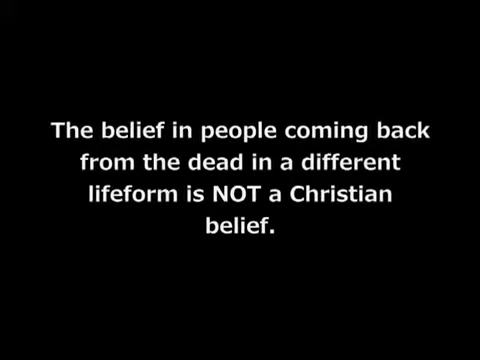 The belief in people coming back
from the dead in a different
lifeform is NOT a Christian
belief.